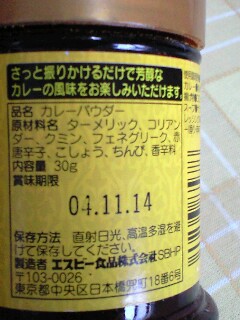 さっと振りかけるだけで芳醇な
カレーの風味をお楽しみいただけます。
品名 カレーパウダー
原材料名 ターメリック、コリアン
ダー、クミン、フェネグリーク、赤
唐辛子、こしょう、ちんぴ、香辛料
内容量 30g
賞味期限
04.11.14
保存方法 直射日光、高温多湿を避
けて保存してください。
製造者 エスビー食品株式会社SBHP
〒103-0026
東京都中央区日本橋兜町18番6号